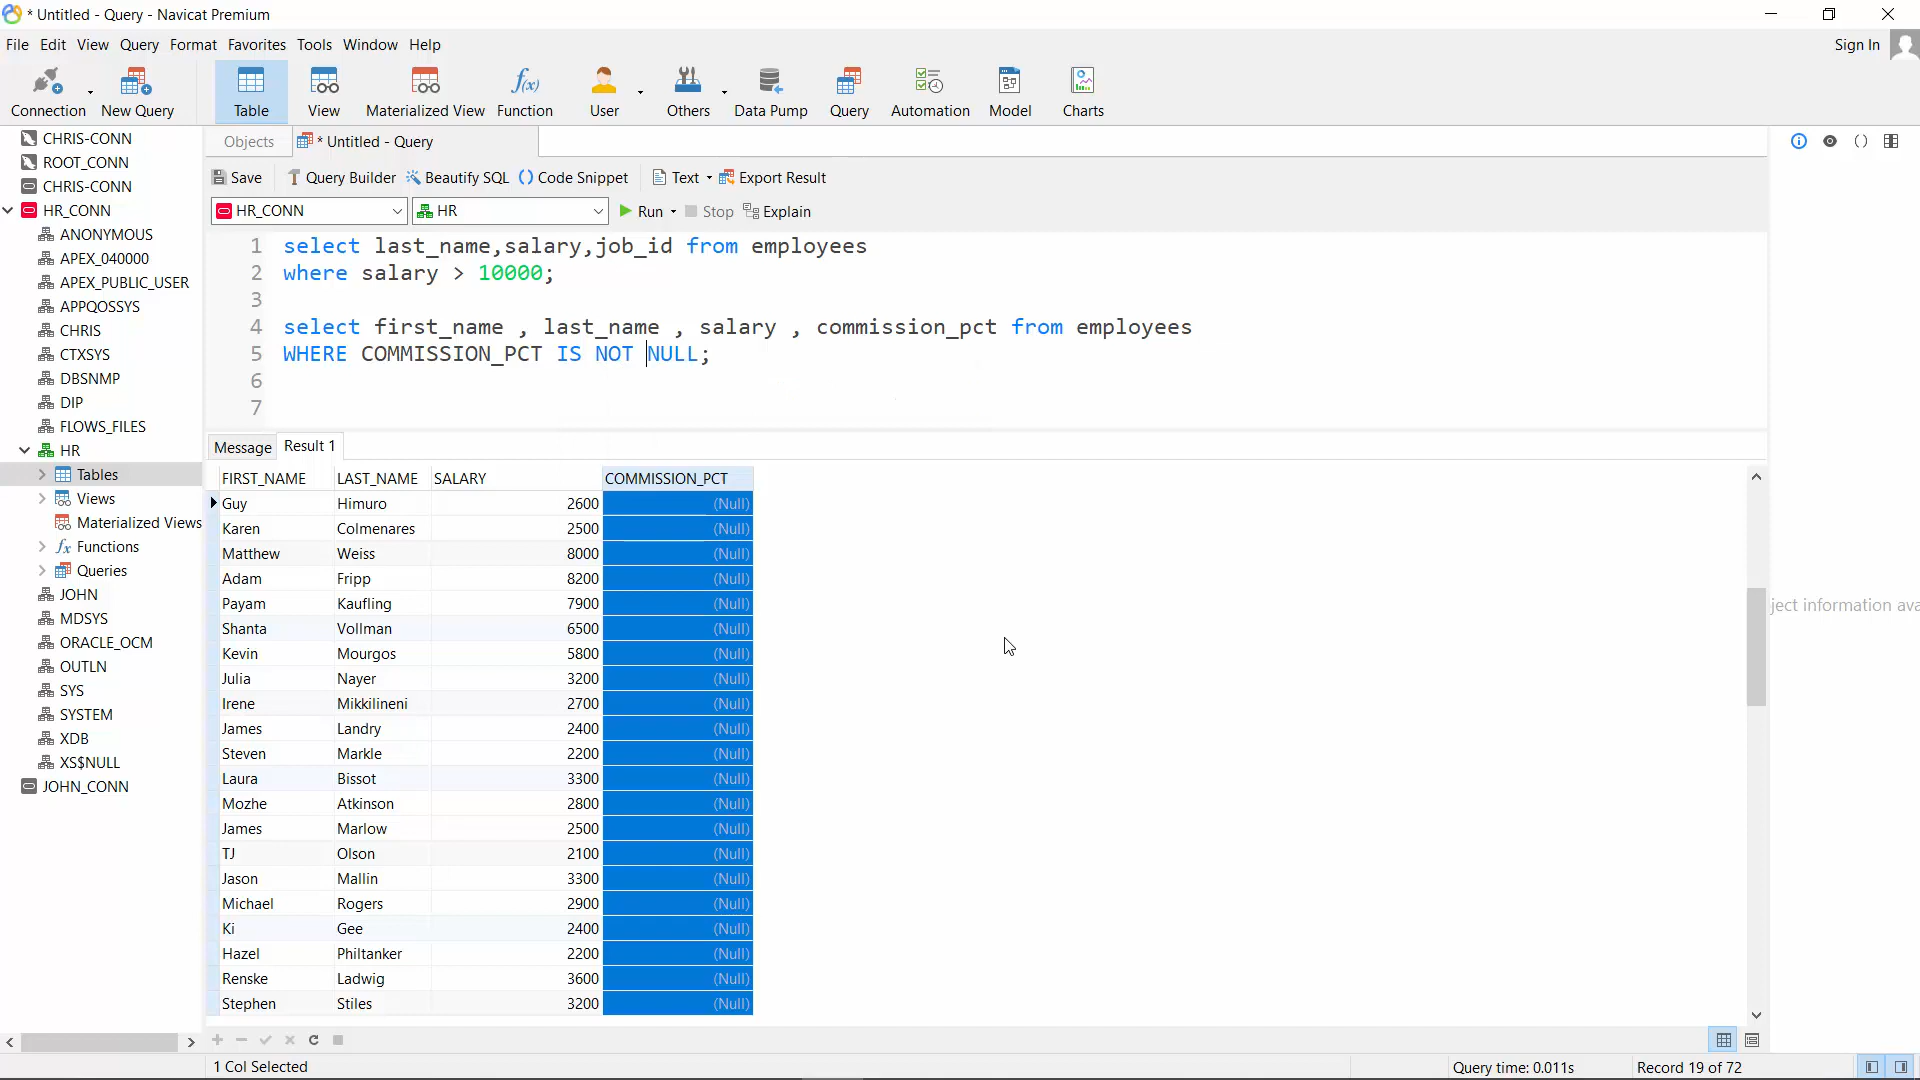 * Untitled - Query - Navicat Premium
File Edit View Query Format Favorites Tools Window Help
Sign In
Connection New Query Table View Materialized View Function User Others Data Pump Query Automation Model Charts
CHRIS-CONN
ROOT_CONN
CHRIS-CONN
HR_CONN
ANONYMOUS
APEX_040000
APEX_PUBLIC_USER
APPQOSSYS
CHRIS
CTXSYS
DBSNMP
DIP
FLOWS_FILES
HR
Tables
Views
Materialized Views
fx Functions
Queries
JOHN
MDSYS
ORACLE_OCM
OUTLN
SYS
SYSTEM
XDB
XS$NULL
JOHN_CONN
Objects * Untitled - Query
Save Query Builder Beautify SQL () Code Snippet Text Export Result
HR_CONN HR Run Stop Explain
1 select last_name,salary,job_id from employees
2 where salary > 10000;
3
4 select first_name , last_name , salary , commission_pct from employees
5 WHERE COMMISSION_PCT IS NOT NULL;
6
7
Message Result 1
FIRST_NAME LAST_NAME SALARY COMMISSION_PCT
Guy Himuro 2600 (Null)
Karen Colmenares 2500 (Null)
Matthew Weiss 8000 (Null)
Adam Fripp 8200 (Null)
Payam Kaufling 7900 (Null)
Shanta Vollman 6500 (Null)
Kevin Mourgos 5800 (Null)
Julia Nayer 3200 (Null)
Irene Mikkilineni 2700 (Null)
James Landry 2400 (Null)
Steven Markle 2200 (Null)
Laura Bissot 3300 (Null)
Mozhe Atkinson 2800 (Null)
James Marlow 2500 (Null)
TJ Olson 2100 (Null)
Jason Mallin 3300 (Null)
Michael Rogers 2900 (Null)
Ki Gee 2400 (Null)
Hazel Philtanker 2200 (Null)
Renske Ladwig 3600 (Null)
Stephen Stiles 3200 (Null)
ject information ava
1 Col Selected
Query time: 0.011s
Record 19 of 72